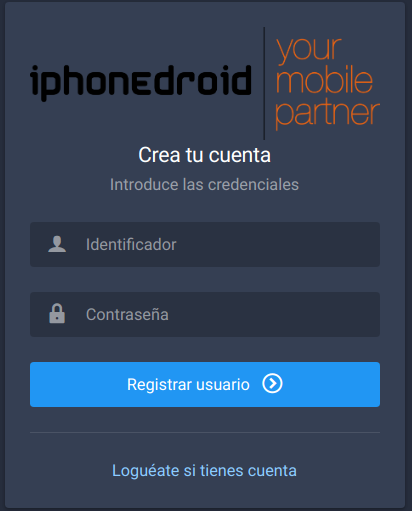 iphonedroid
your
mobile
partner
Crea tu cuenta
Introduce las credenciales
Identificador
Contraseña
Registrar usuario
Loguéate si tienes cuenta